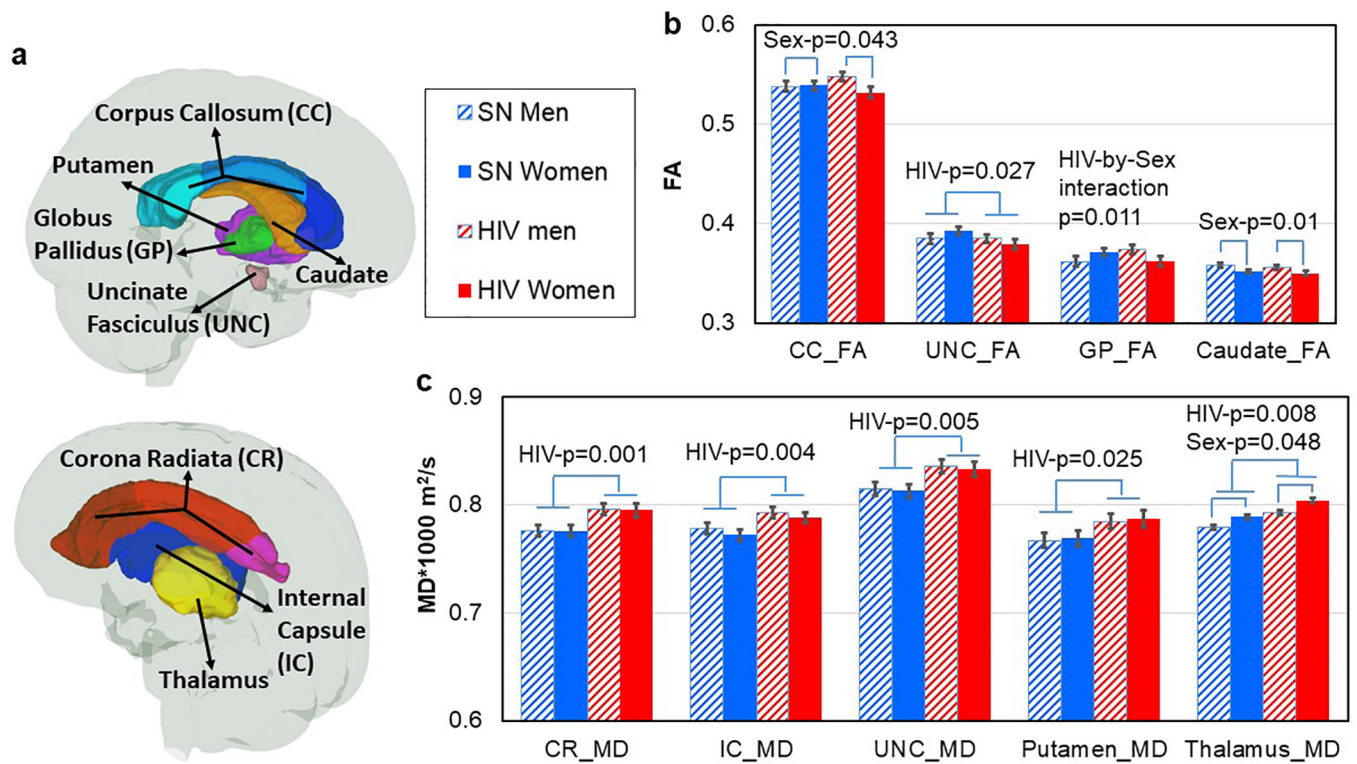 a
Corpus Callosum (CC)
Putamen
Globus
Pallidus (GP)
Caudate
Uncinate
Fasciculus (UNC)
Corona Radiata (CR)
Internal
Capsule
(IC)
Thalamus
SN Men
SN Women
HIV men
HIV Women
b
FA
0.6
0.5
0.4
0.3
Sex-p=0.043
HIV-p=0.027
HIV-by-Sex
interaction
p=0.011
Sex-p=0.01
CC_FA
UNC_FA
GP_FA
Caudate_FA
c
MD*1000 m²/s
0.9
0.8
0.7
0.6
HIV-p=0.001
HIV-p=0.004
HIV-p=0.005
HIV-p=0.025
HIV-p=0.008
Sex-p=0.048
CR_MD
IC_MD
UNC_MD
Putamen_MD
Thalamus_MD